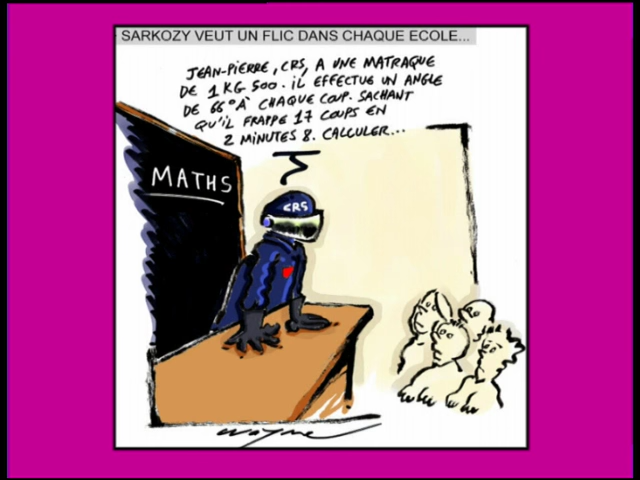 SARKOZY VEUT UN FLIC DANS CHAQUE ECOLE...
JEAN-PIERRE, CRS, A UNE MATRAQUE
DE 1 KG 500. IL EFFECTUE UN ANGLE
DE 66° À CHAQUE COUP. SACHANT
QU'IL FRAPPE 17 COUPS EN
2 MINUTES 8. CALCULER...
MATHS
CRS